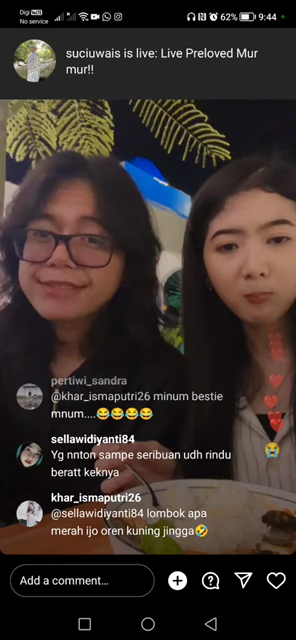 Digi VoLTE
No service
62%
9:44
suciuwais is live: Live Preloved Mur
mur!!
pertiwi_sandra
@khar_ismaputri26 minum bestie
mnum....😂😂😂😂
sellawidiyanti84
Yg nnton sampe seribuan udh rindu
beratt keknya
khar_ismaputri26
@sellawidiyanti84 lombok apa
merah ijo oren kuning jingga🤣
Add a comment...